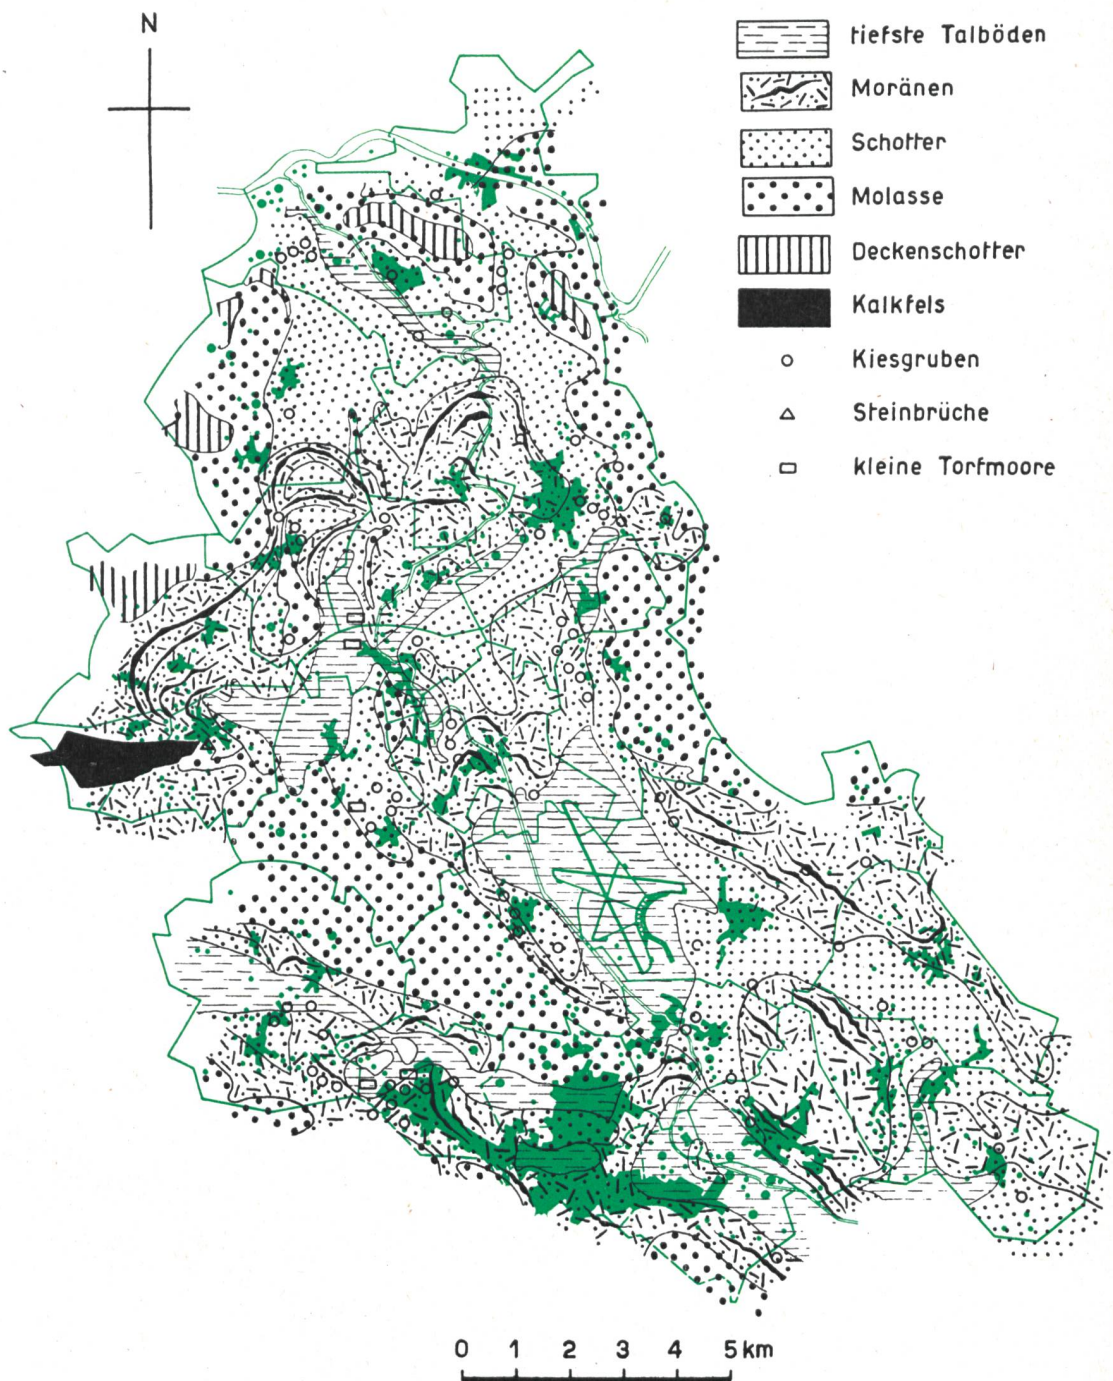 N
tiefste Talböden
Moränen
Schotter
Molasse
Deckenschotter
Kalkfels
Kiesgruben
Steinbrüche
kleine Torfmoore
0 1 2 3 4 5 km